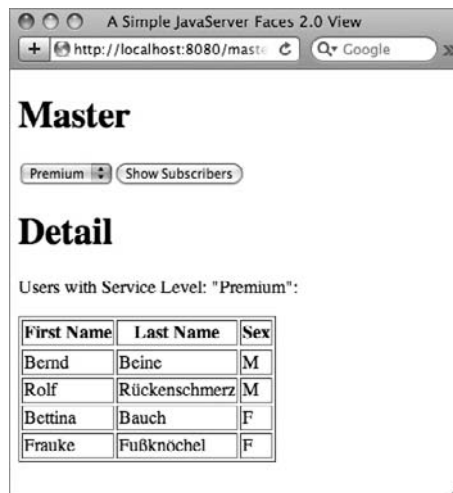 A Simple JavaServer Faces 2.0 View
+ http://localhost:8080/maste Google
Master
Premium Show Subscribers
Detail
Users with Service Level: "Premium":
First Name Last Name Sex
Bernd Beine M
Rolf Rückenschmerz M
Bettina Bauch F
Frauke Fußknöchel F